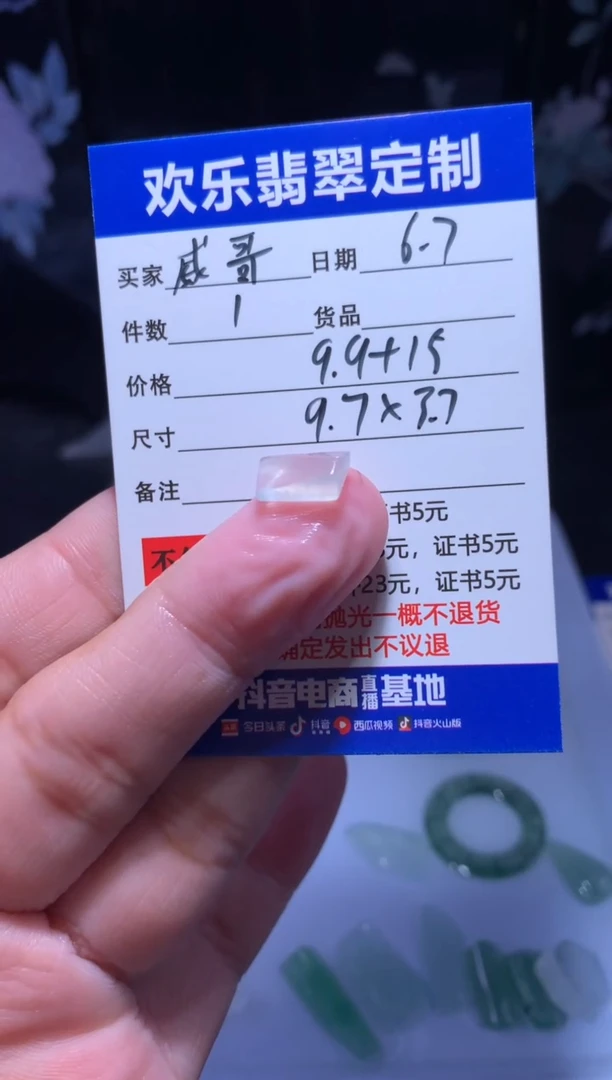 欢乐翡翠定制
买家 威哥 日期 6.7
件数 1 货品
价格 9.9+15
尺寸 9.7×3.7
备注
书5元
元，证书5元
23元，证书5元
抛光一概不退货
定发出不议退
抖音电商直播基地
今日头条 抖音 西瓜视频 抖音火山版